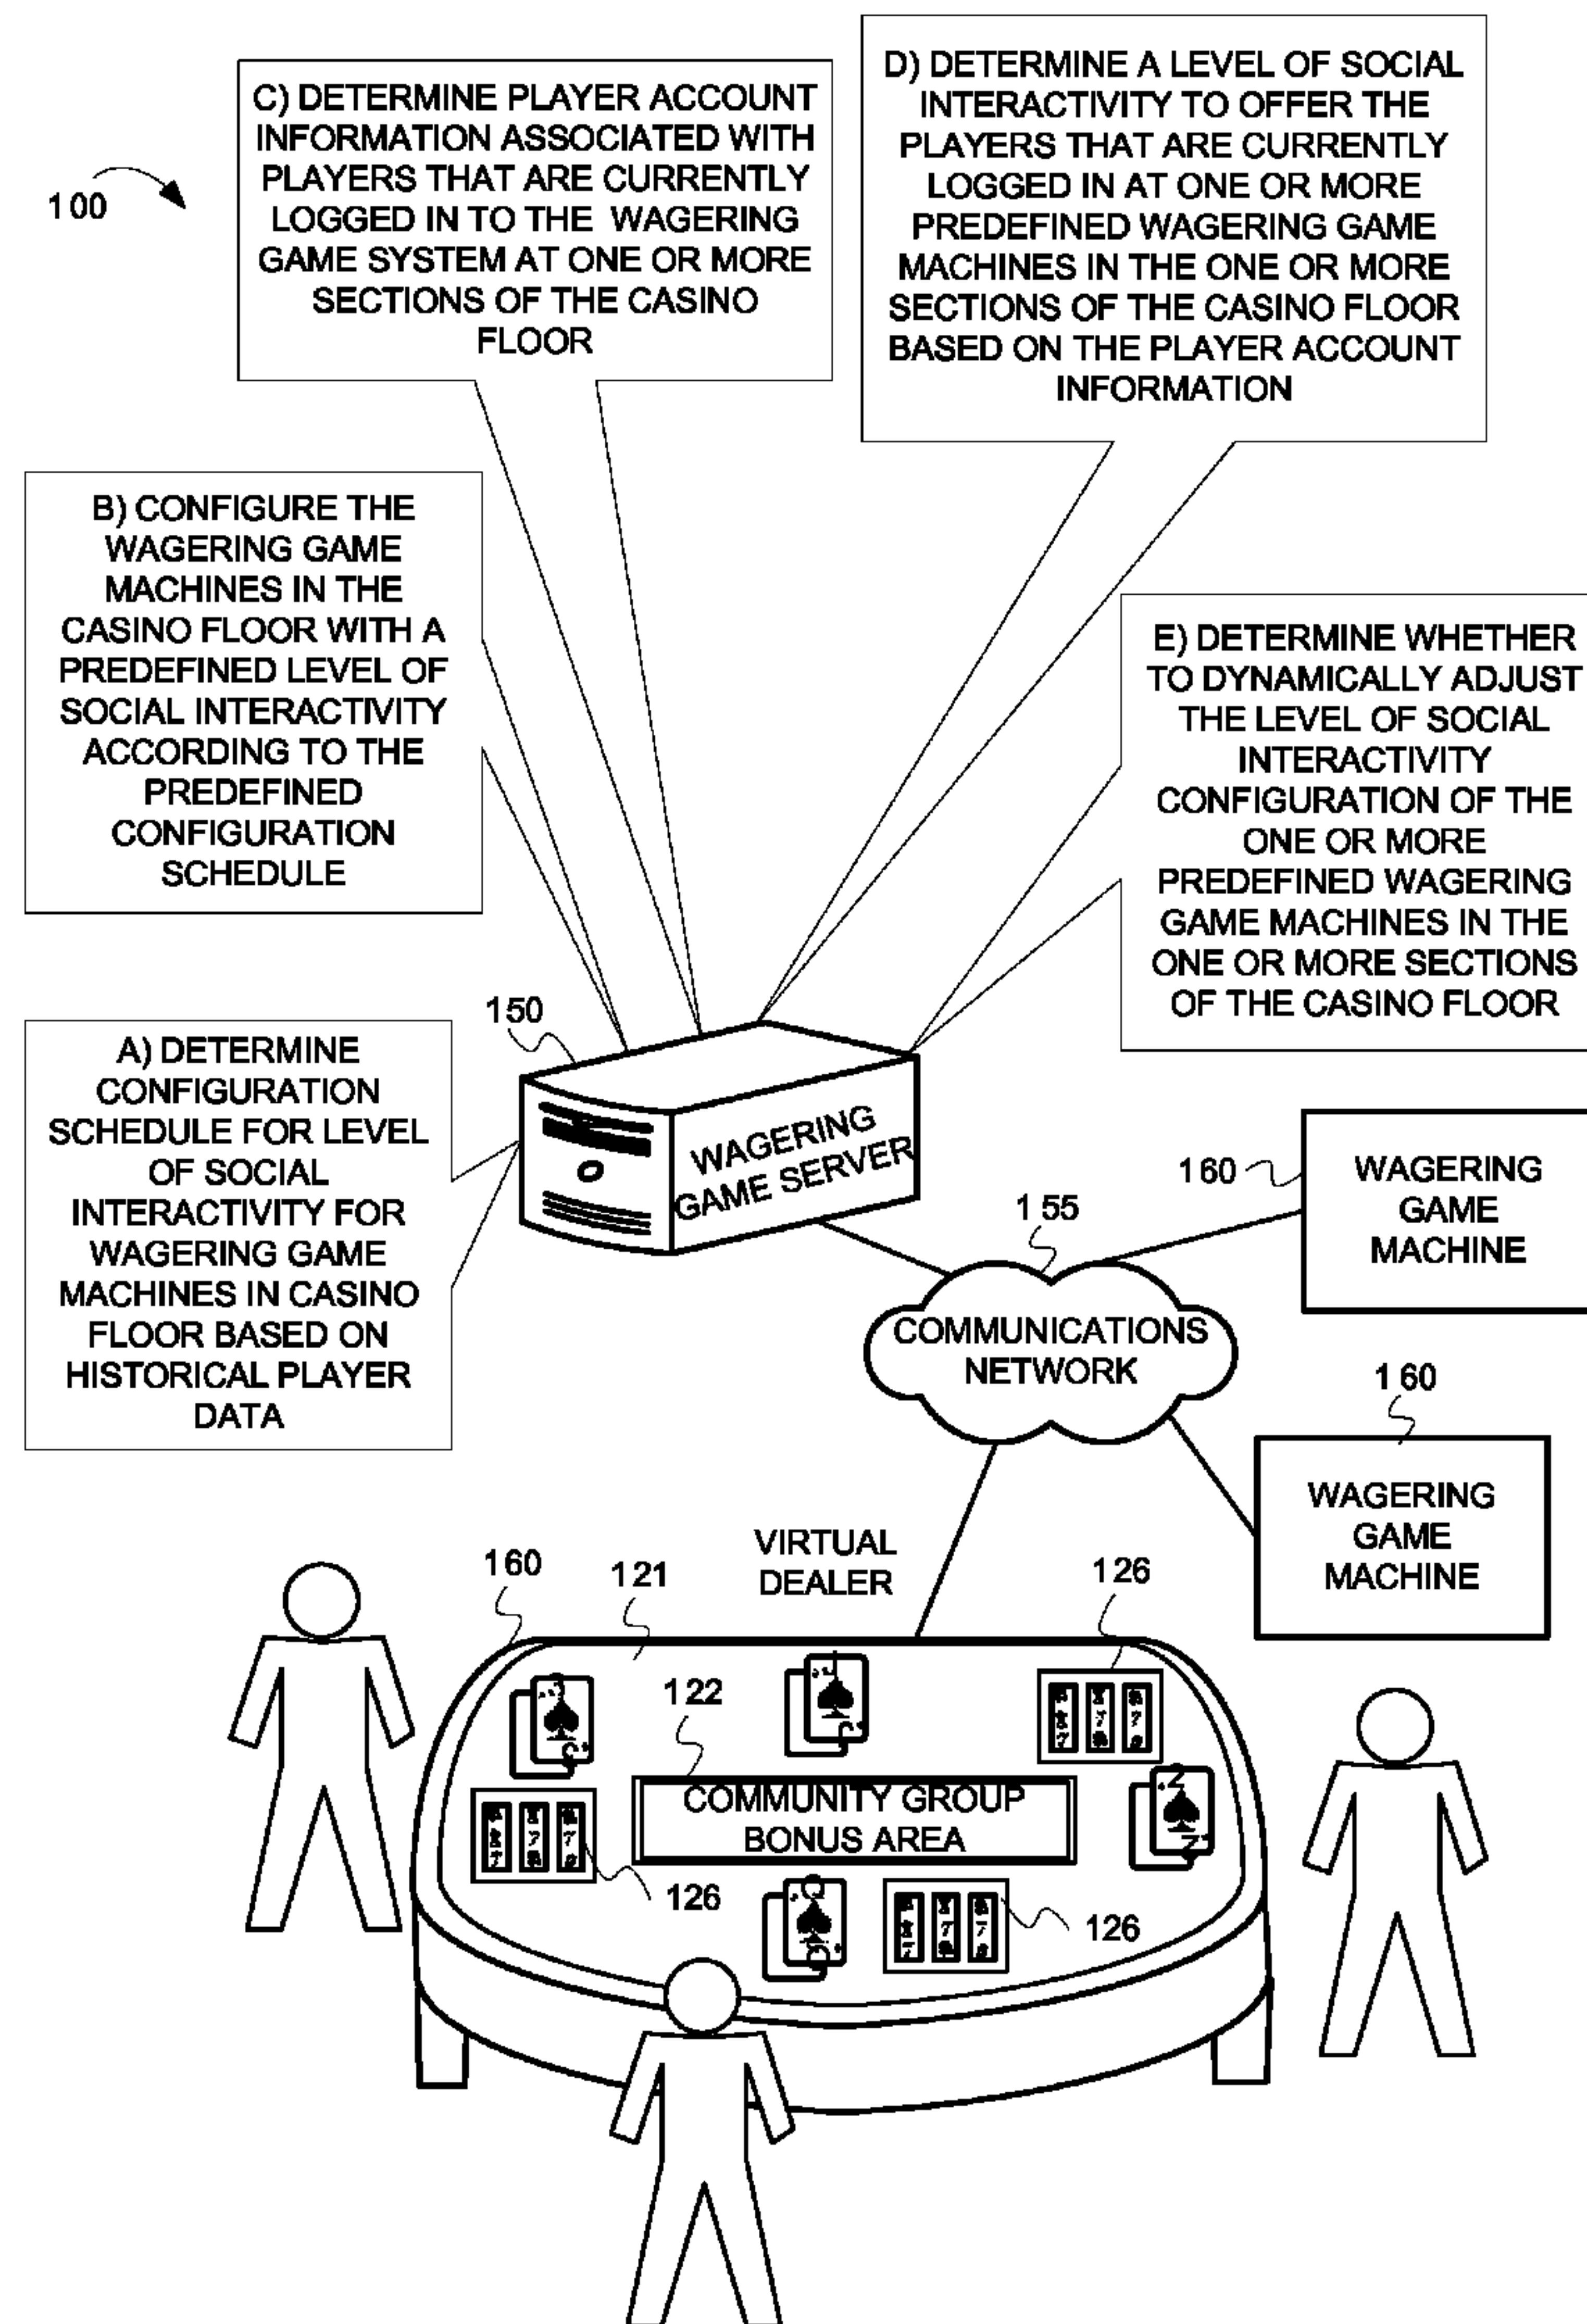 C) DETERMINE PLAYER ACCOUNT
INFORMATION ASSOCIATED WITH
PLAYERS THAT ARE CURRENTLY
LOGGED IN TO THE WAGERING
GAME SYSTEM AT ONE OR MORE
SECTIONS OF THE CASINO
FLOOR
D) DETERMINE A LEVEL OF SOCIAL
INTERACTIVITY TO OFFER THE
PLAYERS THAT ARE CURRENTLY
LOGGED IN AT ONE OR MORE
PREDEFINED WAGERING GAME
MACHINES IN THE ONE OR MORE
SECTIONS OF THE CASINO FLOOR
BASED ON THE PLAYER ACCOUNT
INFORMATION
100
B) CONFIGURE THE
WAGERING GAME
MACHINES IN THE
CASINO FLOOR WITH A
PREDEFINED LEVEL OF
SOCIAL INTERACTIVITY
ACCORDING TO THE
PREDEFINED
CONFIGURATION
SCHEDULE
E) DETERMINE WHETHER
TO DYNAMICALLY ADJUST
THE LEVEL OF SOCIAL
INTERACTIVITY
CONFIGURATION OF THE
ONE OR MORE
PREDEFINED WAGERING
GAME MACHINES IN THE
ONE OR MORE SECTIONS
OF THE CASINO FLOOR
A) DETERMINE
CONFIGURATION
SCHEDULE FOR LEVEL
OF SOCIAL
INTERACTIVITY FOR
WAGERING GAME
MACHINES IN CASINO
FLOOR BASED ON
HISTORICAL PLAYER
DATA
150
WAGERING
GAME SERVER
160
WAGERING
GAME
MACHINE
155
COMMUNICATIONS
NETWORK
160
WAGERING
GAME
MACHINE
VIRTUAL
DEALER
160
121
126
122
COMMUNITY GROUP
BONUS AREA
2
2
126
Q
Q
126